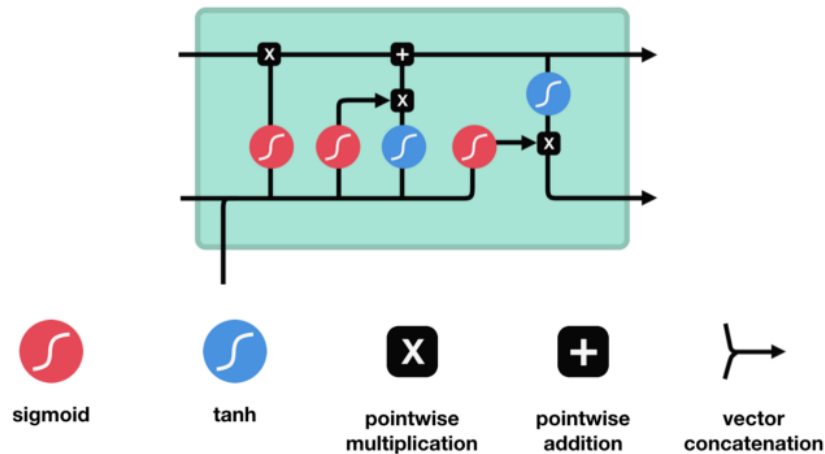 X
+
X
X
X
+
sigmoid
tanh
pointwise
multiplication
pointwise
addition
vector
concatenation